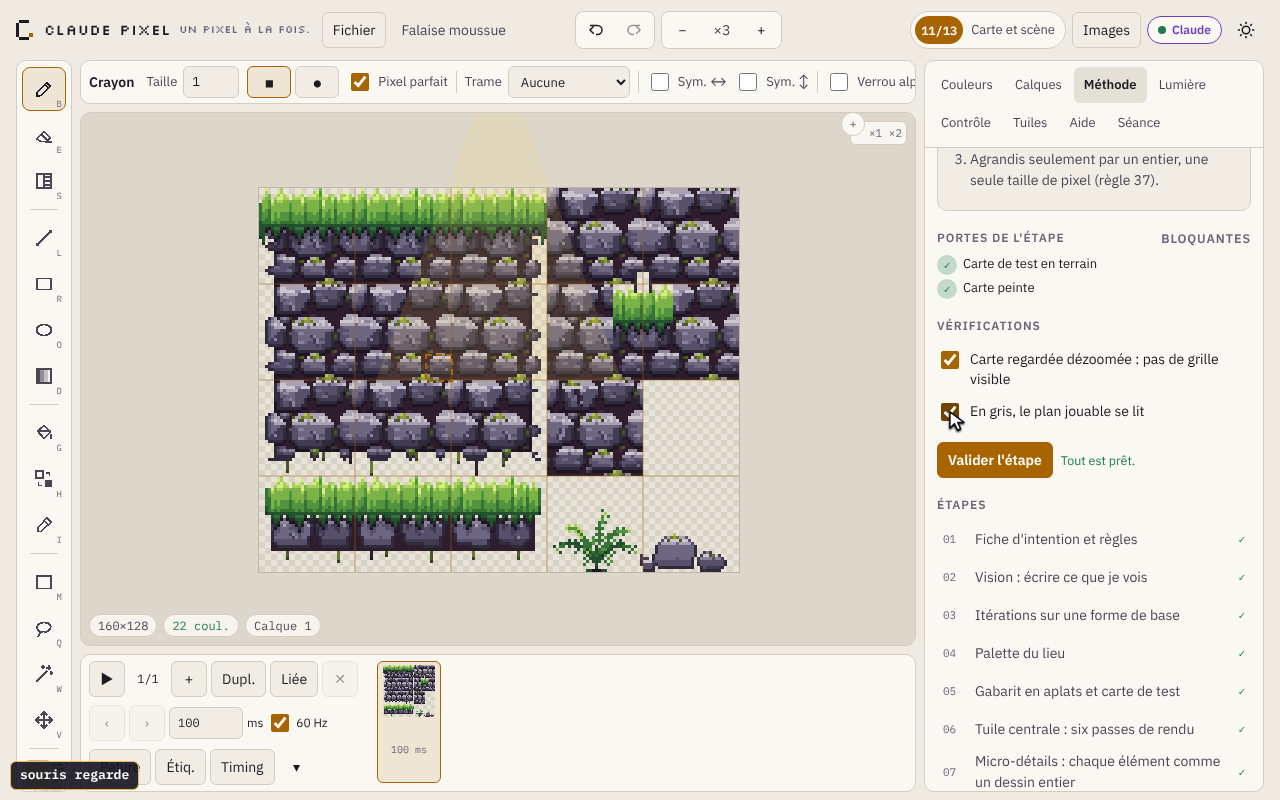 CLAUDE PIXEL
UN PIXEL À LA FOIS.
Fichier
Falaise moussue
− ×3 +
11/13 Carte et scène
Images
Claude
Crayon Taille 1 Pixel parfait Trame Aucune Sym. Sym. Verrou alp
+
×1 ×2
B
E
S
L
R
O
D
G
H
I
M
Q
W
V
160×128 22 coul. Calque 1
1/1 + Dupl. Liée
100 ms 60 Hz
Étiq. Timing
100 ms
souris regarde
Couleurs Calques Méthode Lumière
Contrôle Tuiles Aide Séance
3. Agrandis seulement par un entier, une
seule taille de pixel (règle 37).
PORTES DE L'ÉTAPE BLOQUANTES
Carte de test en terrain
Carte peinte
VÉRIFICATIONS
Carte regardée dézoomée : pas de grille
visible
En gris, le plan jouable se lit
Valider l'étape Tout est prêt.
ÉTAPES
01 Fiche d'intention et règles ✓
02 Vision : écrire ce que je vois ✓
03 Itérations sur une forme de base ✓
04 Palette du lieu ✓
05 Gabarit en aplats et carte de test ✓
06 Tuile centrale : six passes de rendu ✓
07 Micro-détails : chaque élément comme ✓
un dessin entier